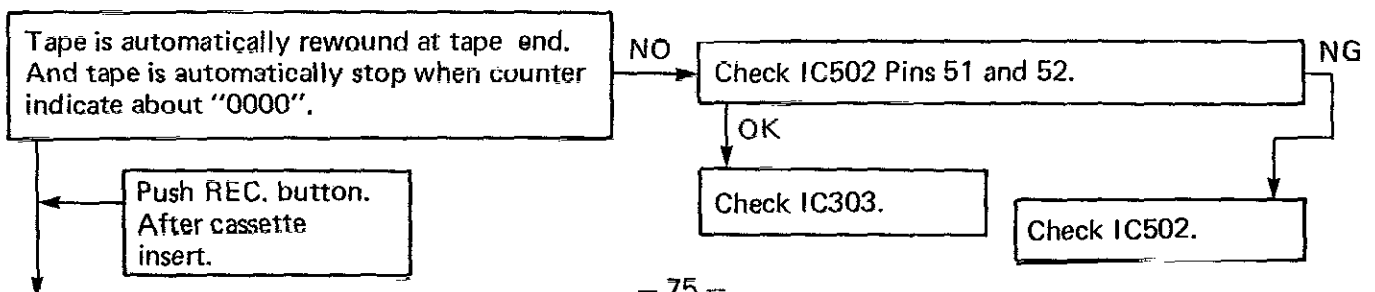 Tape is automatically rewound at tape end.
And tape is automatically stop when counter
indicate about "0000".
NO
Check IC502 Pins 51 and 52.
NG
OK
Check IC303.
Check IC502.
Push REC. button.
After cassette
insert.
– 75 –